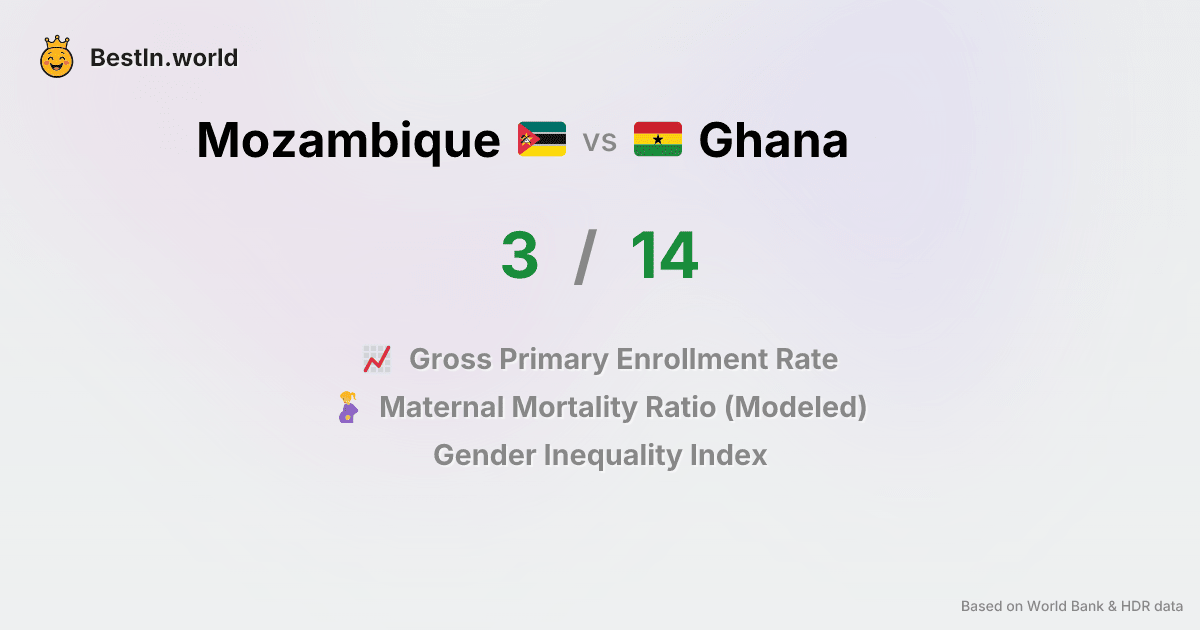 BestIn.world
Mozambique vs Ghana
3 / 14
Gross Primary Enrollment Rate
Maternal Mortality Ratio (Modeled)
Gender Inequality Index
Based on World Bank & HDR data